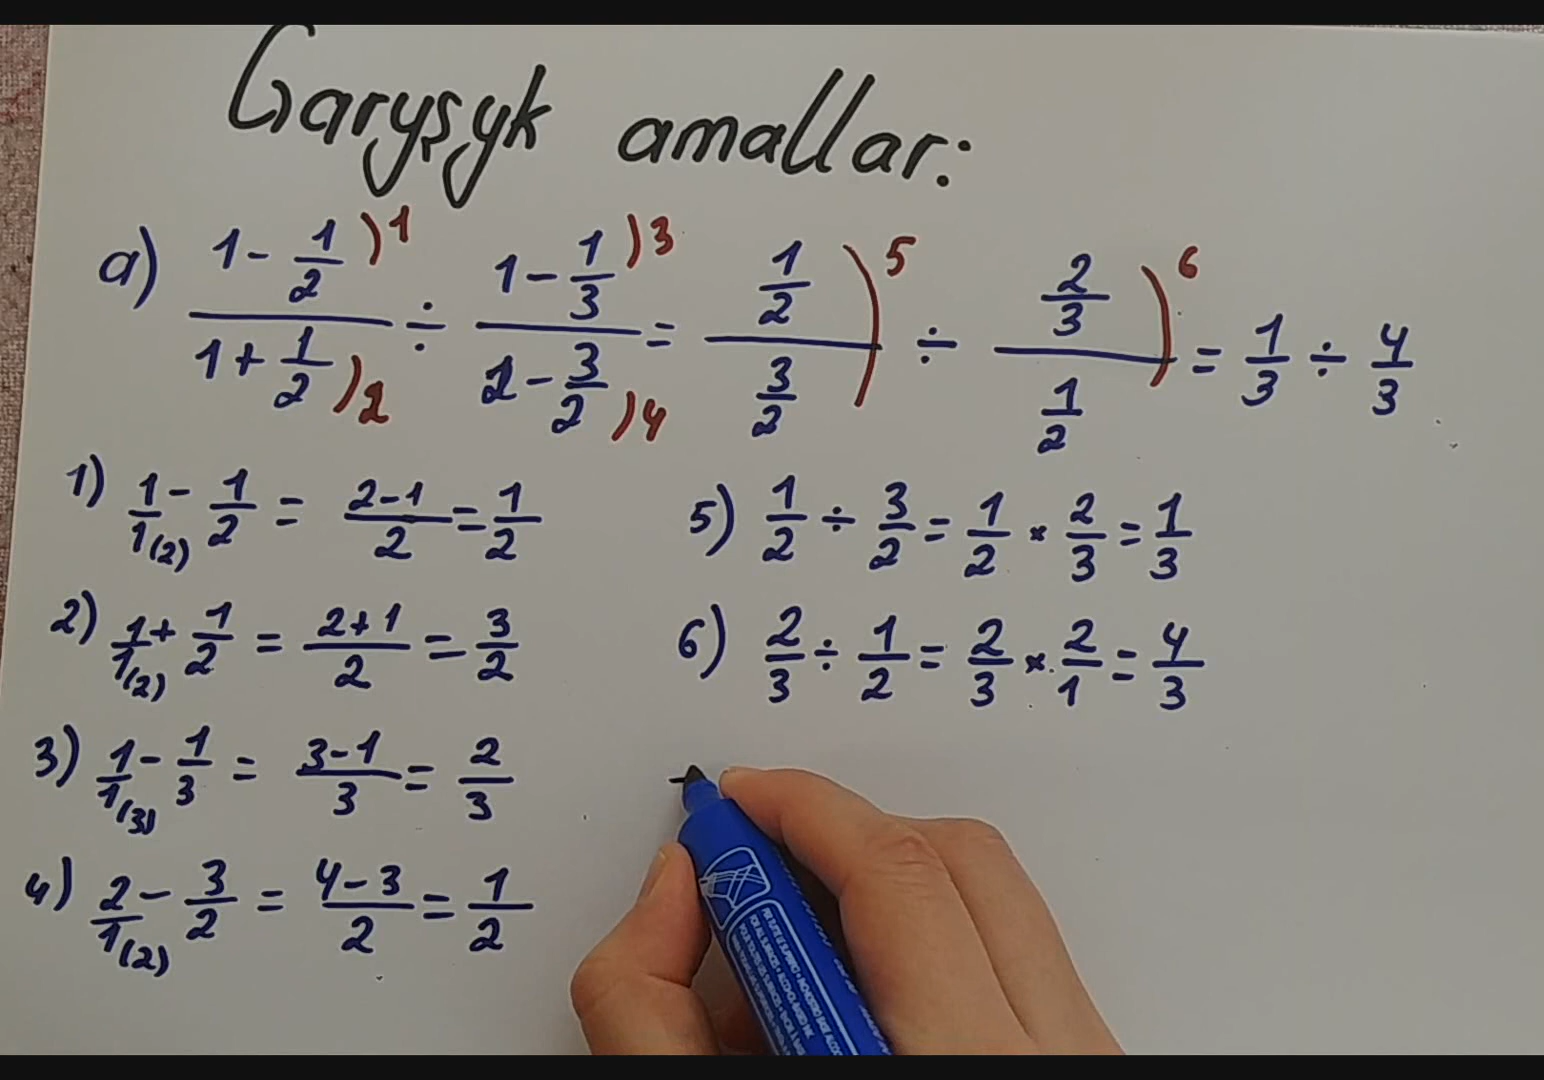 Garyşyk amallar:
a) (1 - 1/2)/(1 + 1/2) ÷ (1 - 1/3)/(2 - 3/2) = (1/2)/(3/2) ÷ (2/3)/(1/2) = 1/3 ÷ 4/3
)1 )2 )3 )4 )5 )6
1) 1/1(2) - 1/2 = (2-1)/2 = 1/2
2) 1/1(2) + 1/2 = (2+1)/2 = 3/2
3) 1/1(3) - 1/3 = (3-1)/3 = 2/3
4) 2/1(2) - 3/2 = (4-3)/2 = 1/2
5) 1/2 ÷ 3/2 = 1/2 × 2/3 = 1/3
6) 2/3 ÷ 1/2 = 2/3 × 2/1 = 4/3